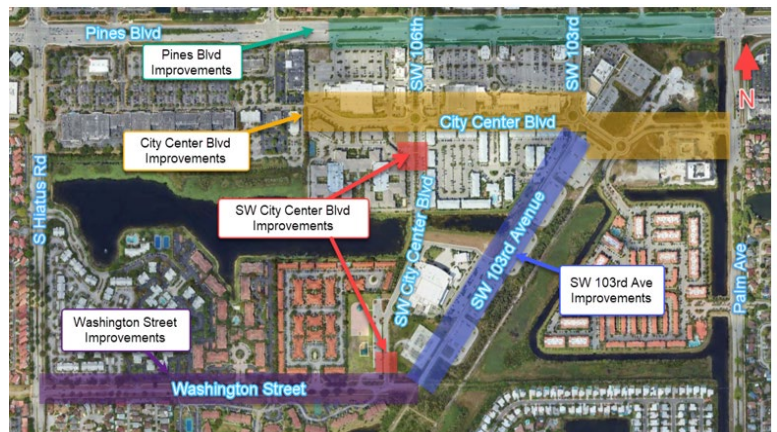 Pines Blvd
SW 106th
SW 103rd
Pines Blvd
Improvements
N
City Center Blvd
City Center Blvd
Improvements
S Hiatus Rd
SW City Center Blvd
Improvements
SW City Center Blvd
SW 103rd Avenue
SW 103rd Ave
Improvements
Palm Ave
Washington Street
Improvements
Washington Street